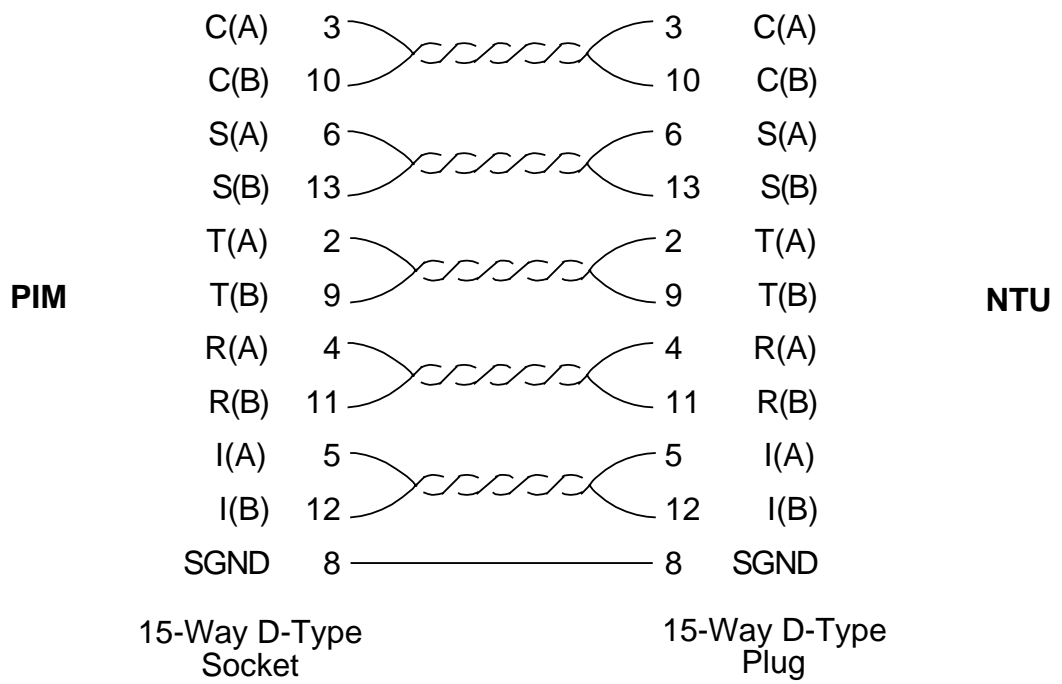 C(A) 3 3 C(A)
C(B) 10 10 C(B)
S(A) 6 6 S(A)
S(B) 13 13 S(B)
T(A) 2 2 T(A)
PIM T(B) 9 9 T(B) NTU
R(A) 4 4 R(A)
R(B) 11 11 R(B)
I(A) 5 5 I(A)
I(B) 12 12 I(B)
SGND 8 8 SGND
15-Way D-Type 15-Way D-Type
Socket Plug